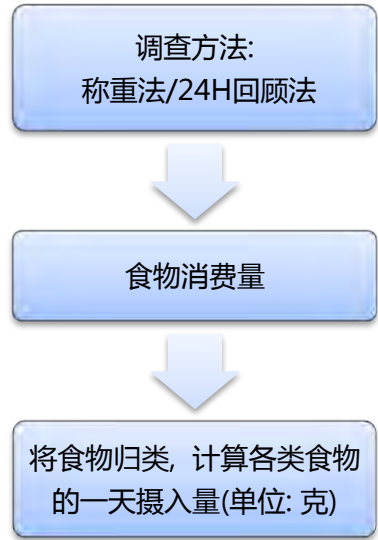 调查方法:
称重法/24H回顾法
食物消费量
将食物归类, 计算各类食物
的一天摄入量(单位: 克)